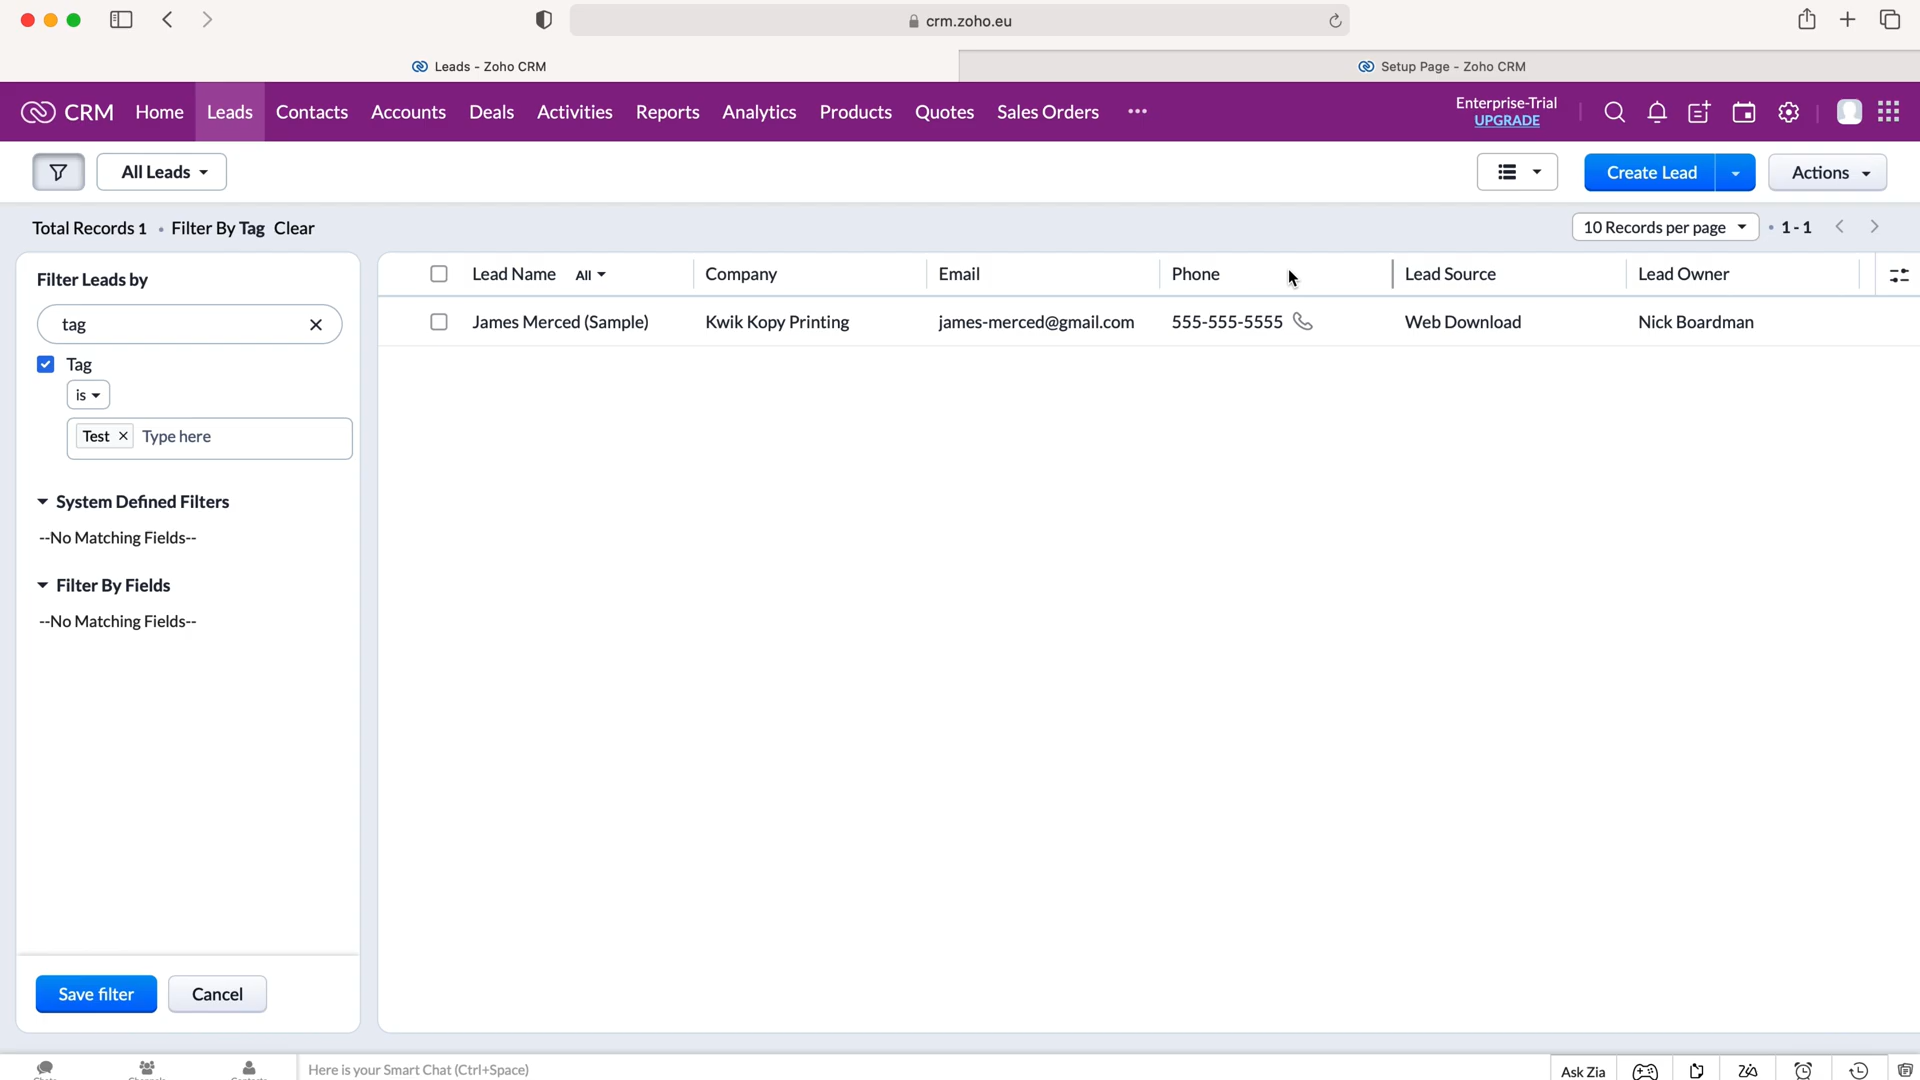 crm.zoho.eu
Leads - Zoho CRM
Setup Page - Zoho CRM
CRM Home Leads Contacts Accounts Deals Activities Reports Analytics Products Quotes Sales Orders ••• Enterprise-Trial
UPGRADE
All Leads
Create Lead
Actions
Total Records 1 • Filter By Tag Clear
10 Records per page • 1 - 1
Filter Leads by
tag
Tag
is
Test × Type here
System Defined Filters
--No Matching Fields--
Filter By Fields
--No Matching Fields--
Save filter
Cancel
Lead Name All Company Email Phone Lead Source Lead Owner
James Merced (Sample) Kwik Kopy Printing james-merced@gmail.com 555-555-5555 Web Download Nick Boardman
Here is your Smart Chat (Ctrl+Space)
Ask Zia